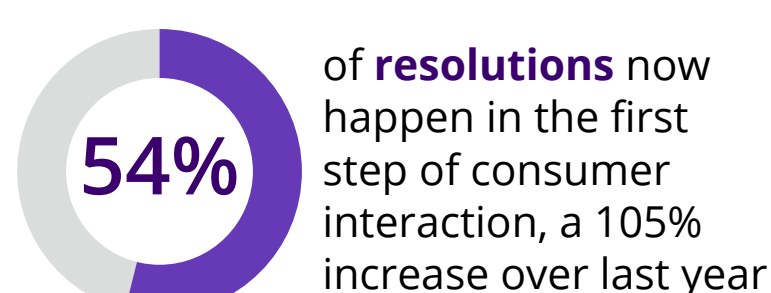 54%
of resolutions now
happen in the first
step of consumer
interaction, a 105%
increase over last year